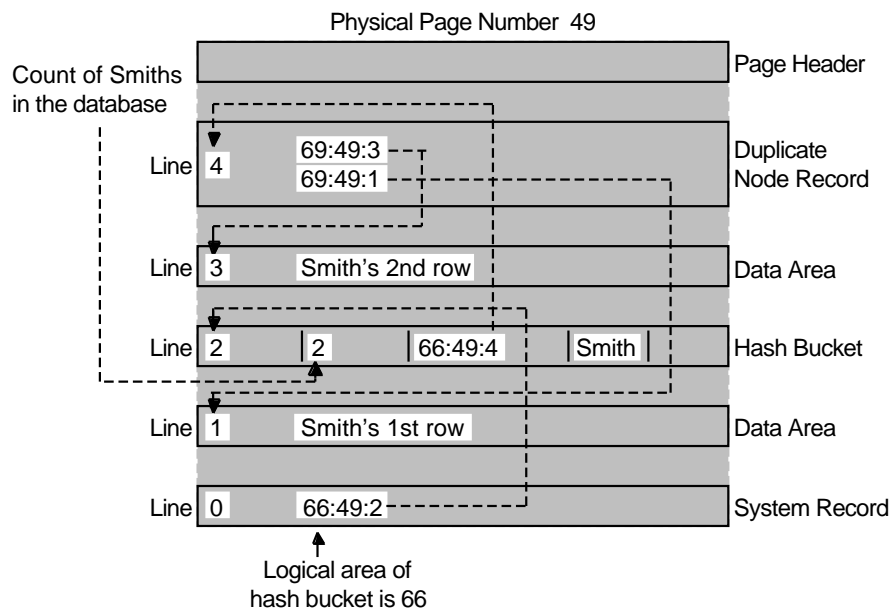 Physical Page Number 49
Page Header
Count of Smiths
in the database
Line 4 69:49:3
69:49:1
Duplicate
Node Record
Line 3 Smith's 2nd row Data Area
Line 2 |2 |66:49:4 |Smith | Hash Bucket
Line 1 Smith's 1st row Data Area
Line 0 66:49:2 System Record
Logical area of
hash bucket is 66